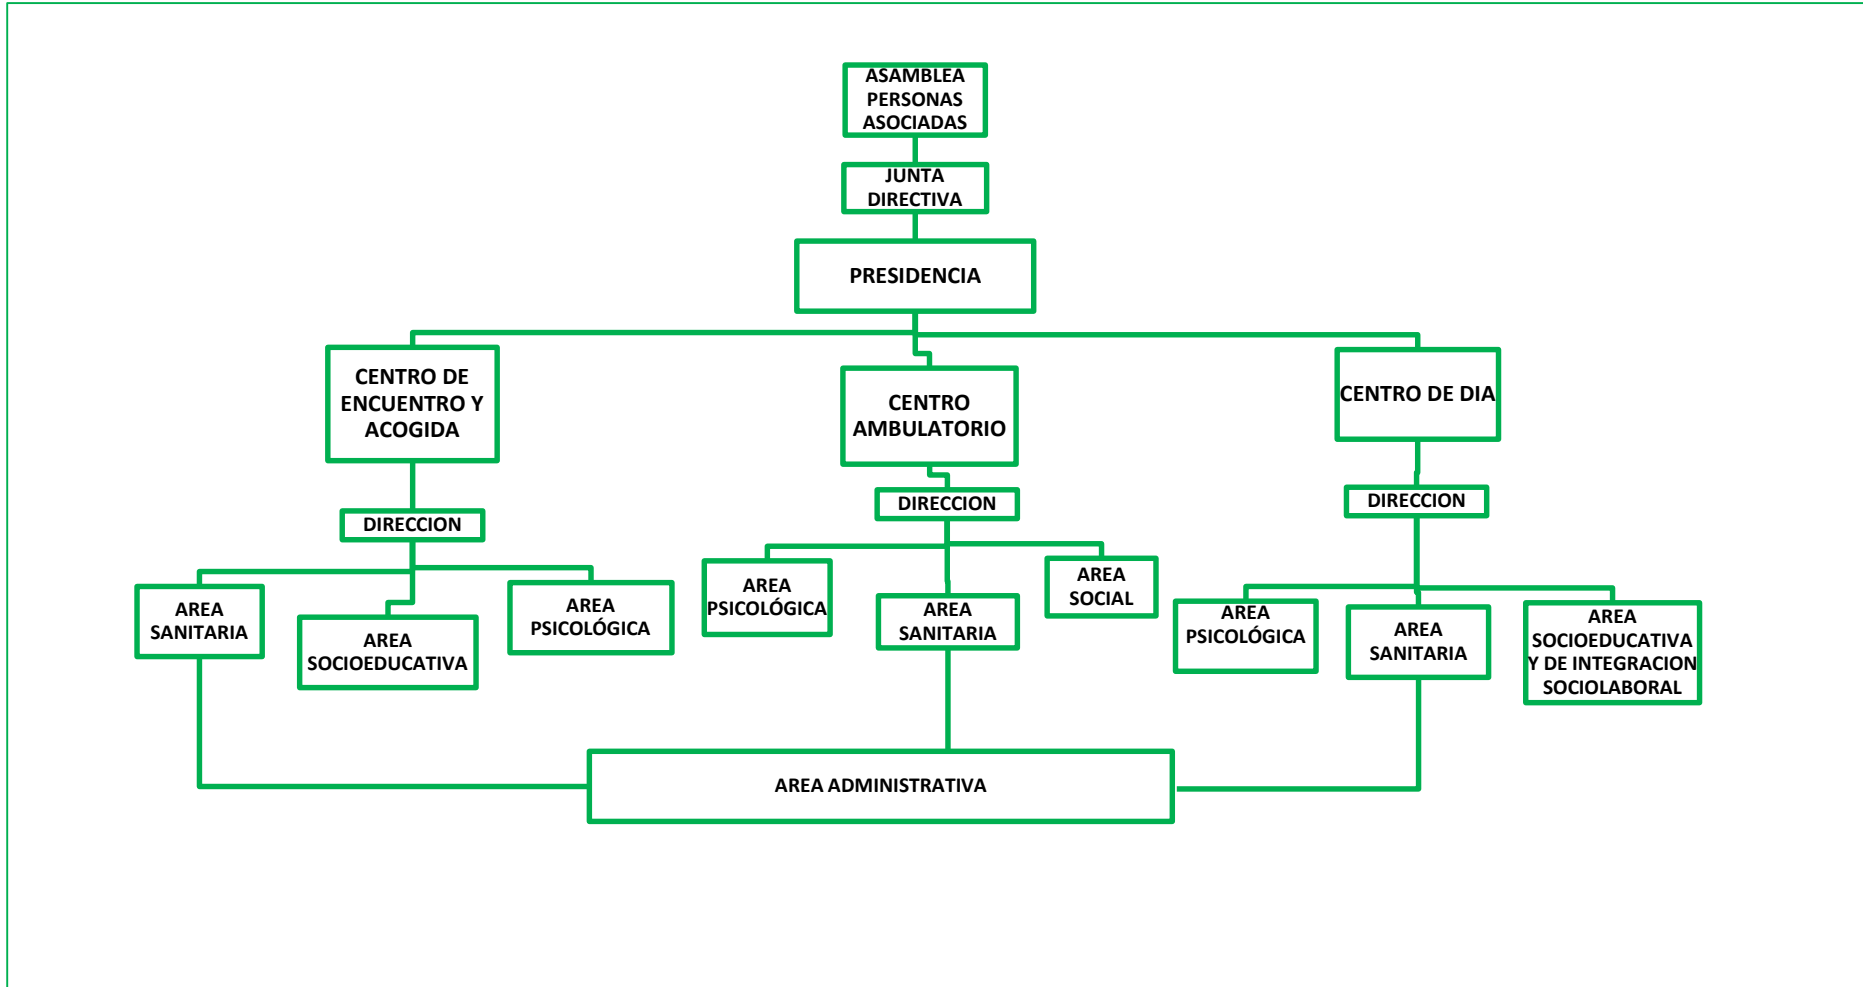 ASAMBLEA
PERSONAS
ASOCIADAS
JUNTA
DIRECTIVA
PRESIDENCIA
CENTRO DE
ENCUENTRO Y
ACOGIDA
CENTRO
AMBULATORIO
CENTRO DE DIA
DIRECCION
DIRECCION
DIRECCION
AREA
SANITARIA
AREA
SOCIOEDUCATIVA
AREA
PSICOLÓGICA
AREA
PSICOLÓGICA
AREA
SANITARIA
AREA
SOCIAL
AREA
PSICOLÓGICA
AREA
SANITARIA
AREA
SOCIOEDUCATIVA
Y DE INTEGRACION
SOCIOLABORAL
AREA ADMINISTRATIVA